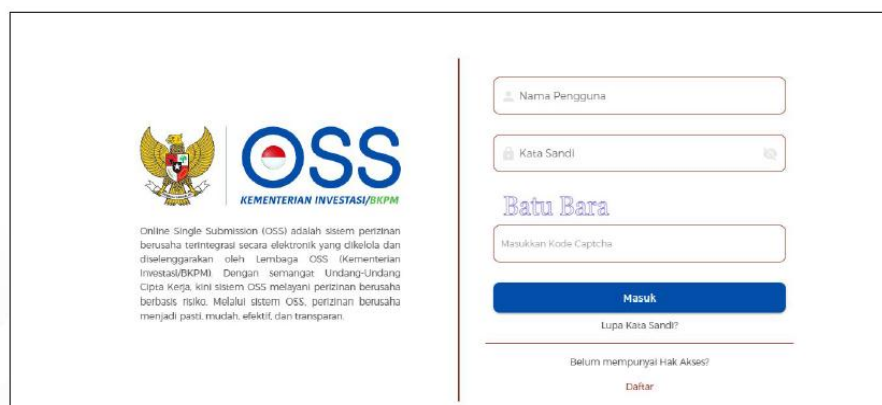 OSS
KEMENTERIAN INVESTASI/BKPM
Online Single Submission (OSS) adalah sistem perizinan
berusaha terintegrasi secara elektronik yang dikelola dan
diselenggarakan oleh Lembaga OSS (Kementerian
Investasi/BKPM). Dengan semangat Undang-Undang
Cipta Kerja, kini sistem OSS melayani perizinan berusaha
berbasis risiko. Melalui sistem OSS, perizinan berusaha
menjadi pasti, mudah, efektif, dan transparan.
Nama Pengguna
Kata Sandi
Batu Bara
Masukkan Kode Captcha
Masuk
Lupa Kata Sandi?
Belum mempunyai Hak Akses?
Daftar